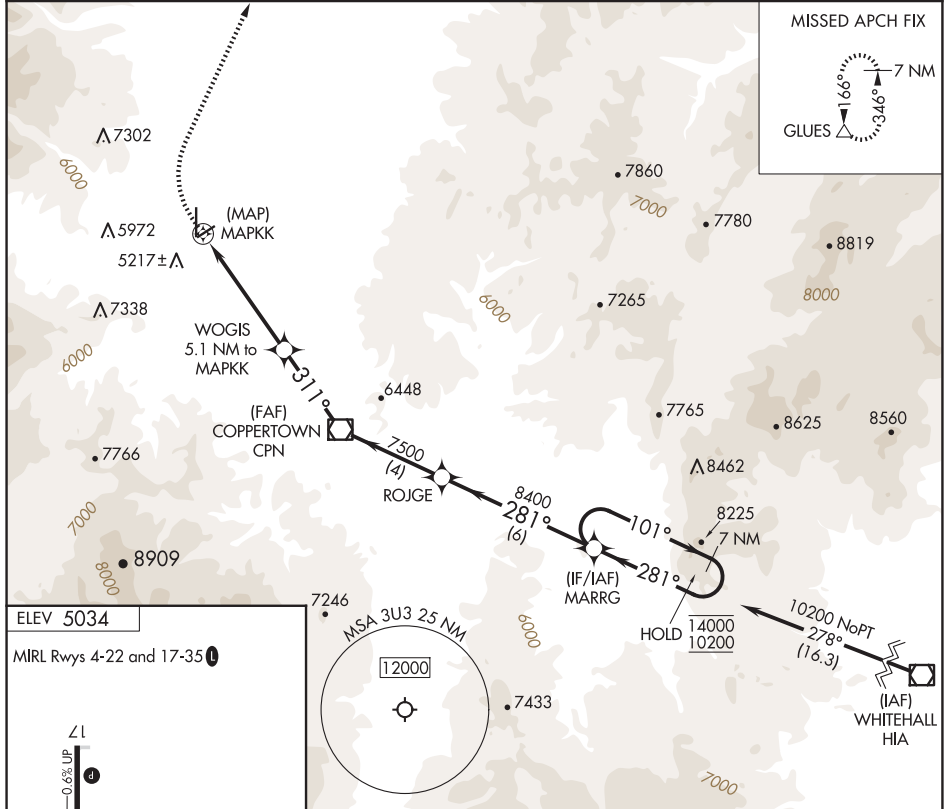 MISSED APCH FIX
7 NM
166°
346°
GLUES
7302
6000
(MAP)
MAPKK
5972
5217±
7338
6000
7860
7000
7780
8819
8000
7265
6000
WOGIS
5.1 NM to
MAPKK
311°
6448
(FAF)
COPPERTOWN
CPN
7500
(4)
ROJGE
7765
8625
8560
8462
7766
7000
8909
8000
8400
281°
(6)
101°
8225
7 NM
281°
(IF/IAF)
MARRG
HOLD
14000
10200
10200 NoPT
278°
(16.3)
(IAF)
WHITEHALL
HIA
7246
MSA 3U3 25 NM
12000
6000
7433
7000
ELEV 5034
MIRL Rwys 4-22 and 17-35 L
17
0.6% UP
P